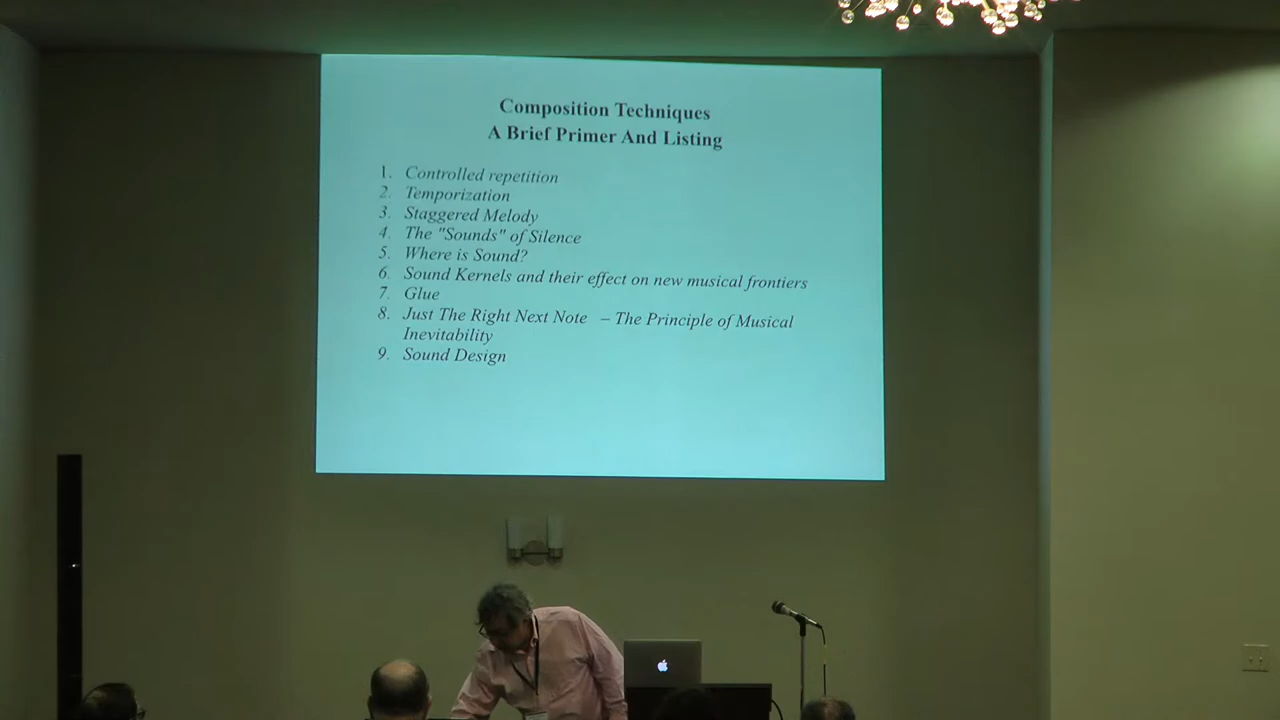 Composition Techniques
A Brief Primer And Listing
1. Controlled repetition
2. Temporization
3. Staggered Melody
4. The "Sounds" of Silence
5. Where is Sound?
6. Sound Kernels and their effect on new musical frontiers
7. Glue
8. Just The Right Next Note – The Principle of Musical
Inevitability
9. Sound Design